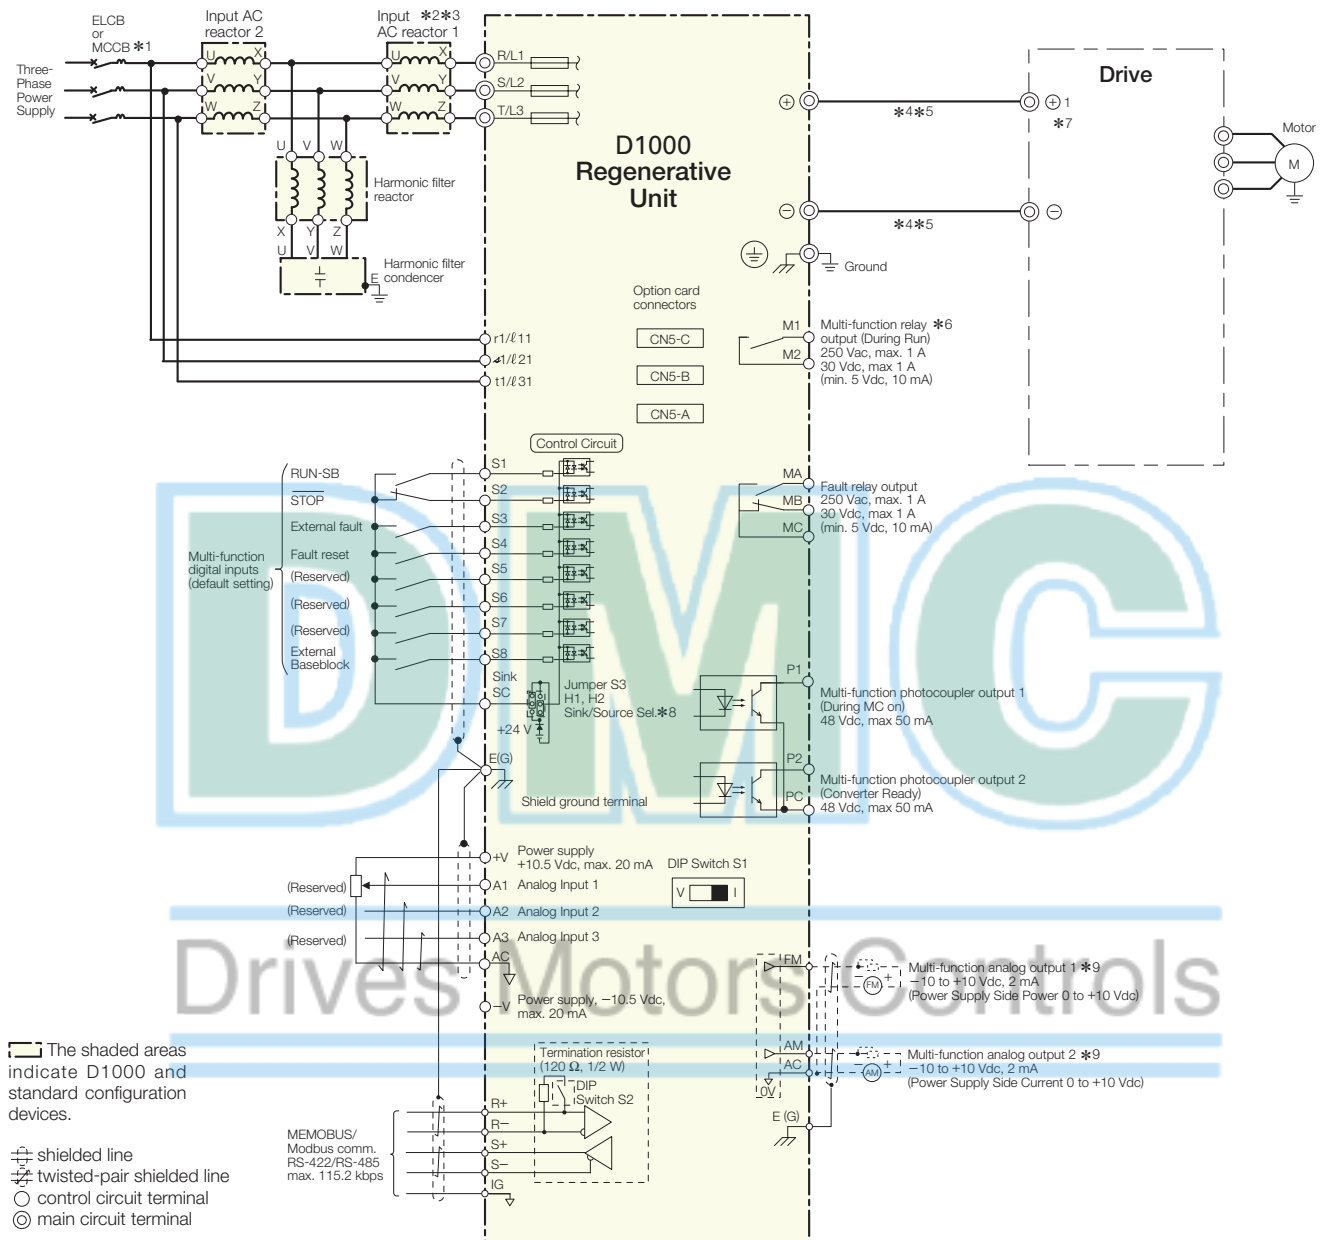 ELCB
or
MCCB *1
Input AC
reactor 2
Input *2*3
AC reactor 1
Three-
Phase
Power
Supply
U X
V Y
W Z
U X
V Y
W Z
R/L1
S/L2
T/L3
U V W
Harmonic filter
reactor
X Y Z
U V W
Harmonic filter
condencer
E
D1000
Regenerative
Unit
Drive
+
*4*5
+ 1
*7
Motor
M
−
*4*5
−
Ground
r1/ℓ11
1/ℓ21
t1/ℓ31
Option card
connectors
CN5-C
CN5-B
CN5-A
M1
M2
Multi-function relay *6
output (During Run)
250 Vac, max. 1 A
30 Vdc, max 1 A
(min. 5 Vdc, 10 mA)
Control Circuit
Multi-function
digital inputs
(default setting)
RUN-SB
STOP
External fault
Fault reset
(Reserved)
(Reserved)
(Reserved)
External
Baseblock
S1
S2
S3
S4
S5
S6
S7
S8
Sink
SC
+24 V
Jumper S3
H1, H2
Sink/Source Sel.*8
E(G)
Shield ground terminal
MA
MB
MC
Fault relay output
250 Vac, max. 1 A
30 Vdc, max 1 A
(min. 5 Vdc, 10 mA)
P1
Multi-function photocoupler output 1
(During MC on)
48 Vdc, max 50 mA
P2
PC
Multi-function photocoupler output 2
(Converter Ready)
48 Vdc, max 50 mA
DMC
Drives Motors Controls
+V Power supply
+10.5 Vdc, max. 20 mA
(Reserved) A1 Analog Input 1
(Reserved) A2 Analog Input 2
(Reserved) A3 Analog Input 3
AC
−V Power supply, −10.5 Vdc,
max. 20 mA
DIP Switch S1
V I
FM
− FM +
Multi-function analog output 1 *9
−10 to +10 Vdc, 2 mA
(Power Supply Side Power 0 to +10 Vdc)
AM
AC
0V
− AM +
Multi-function analog output 2 *9
−10 to +10 Vdc, 2 mA
(Power Supply Side Current 0 to +10 Vdc)
E (G)
Termination resistor
(120 Ω, 1/2 W)
DIP
Switch S2
MEMOBUS/
Modbus comm.
RS-422/RS-485
max. 115.2 kbps
R+
R−
S+
S−
IG
The shaded areas
indicate D1000 and
standard configuration
devices.
shielded line
twisted-pair shielded line
control circuit terminal
main circuit terminal